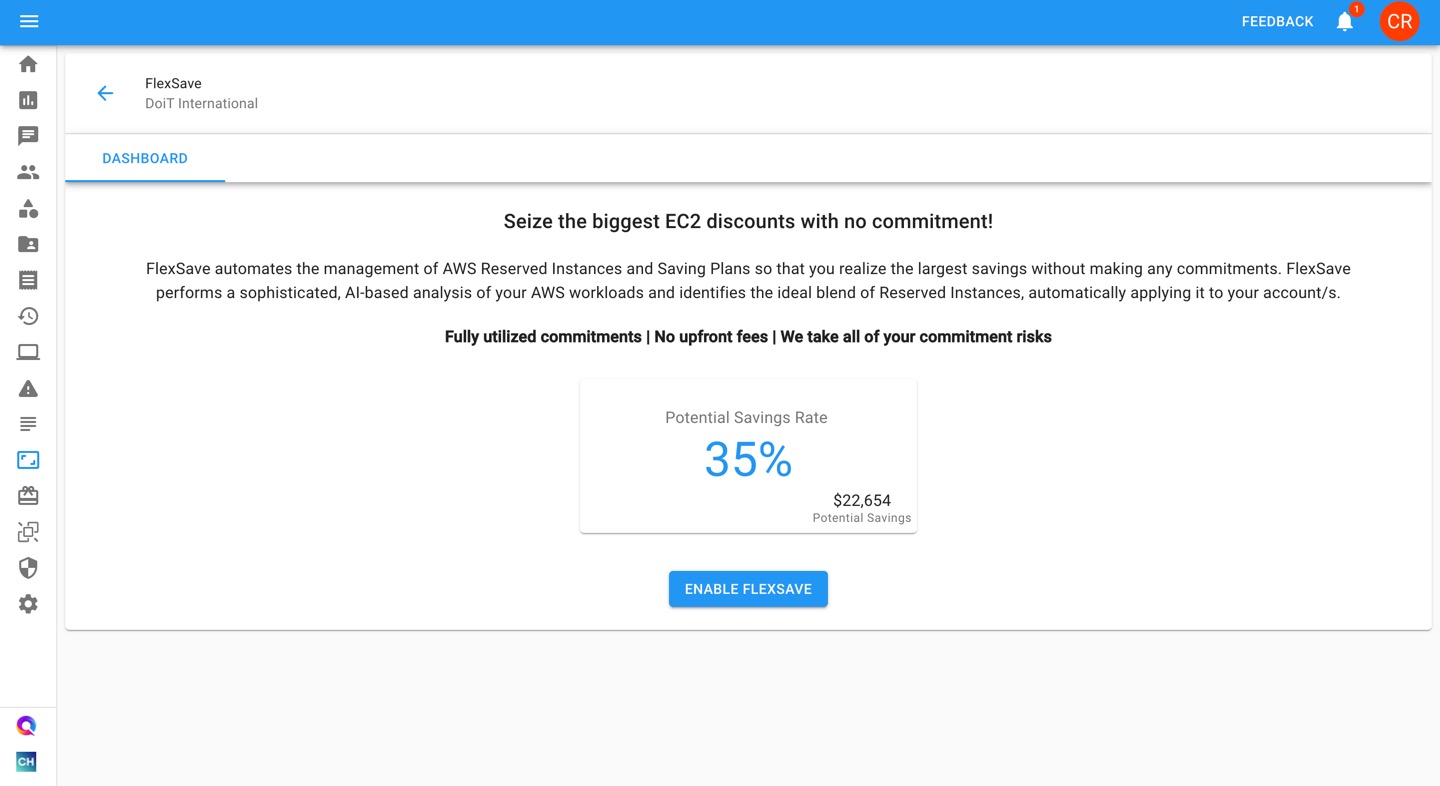 FEEDBACK
1
CR
FlexSave
DoiT International
DASHBOARD
Seize the biggest EC2 discounts with no commitment!
FlexSave automates the management of AWS Reserved Instances and Saving Plans so that you realize the largest savings without making any commitments. FlexSave
performs a sophisticated, AI-based analysis of your AWS workloads and identifies the ideal blend of Reserved Instances, automatically applying it to your account/s.
Fully utilized commitments | No upfront fees | We take all of your commitment risks
Potential Savings Rate
35%
$22,654
Potential Savings
ENABLE FLEXSAVE
CH